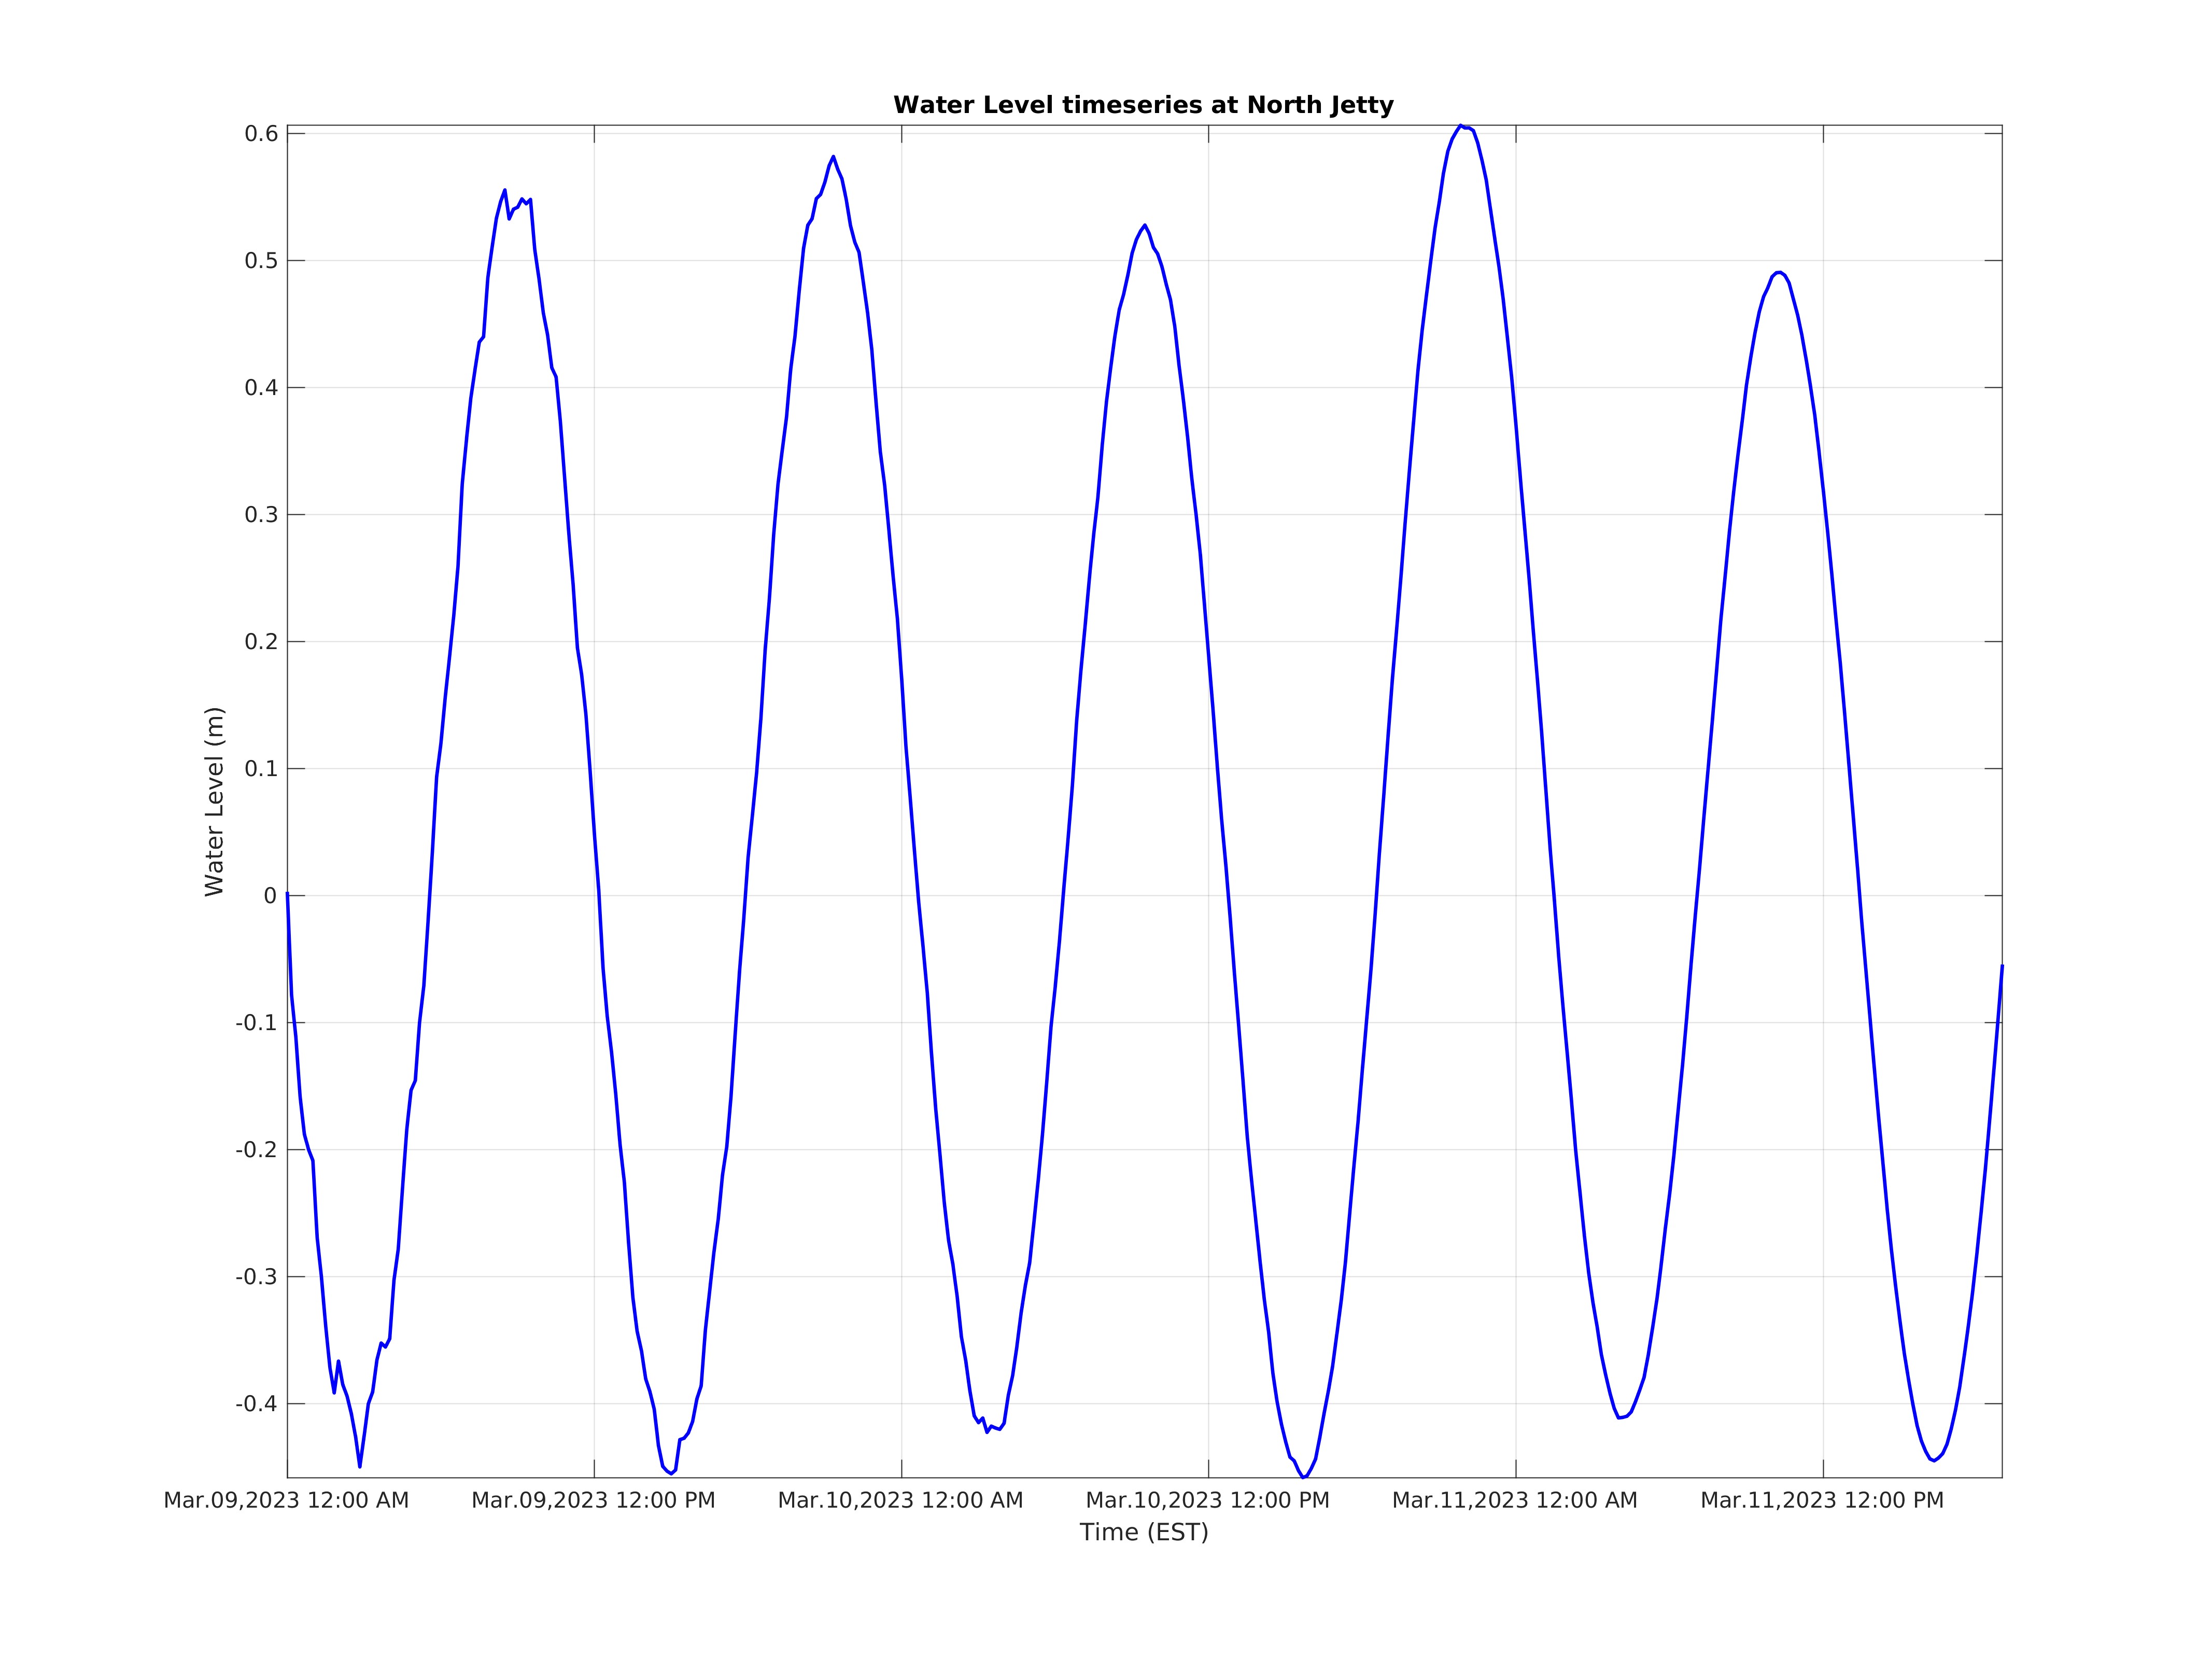 Water Level timeseries at North Jetty
0.6
0.5
0.4
0.3
0.2
0.1
0
-0.1
-0.2
-0.3
-0.4
Water Level (m)
Mar.09,2023 12:00 AM
Mar.09,2023 12:00 PM
Mar.10,2023 12:00 AM
Mar.10,2023 12:00 PM
Mar.11,2023 12:00 AM
Mar.11,2023 12:00 PM
Time (EST)